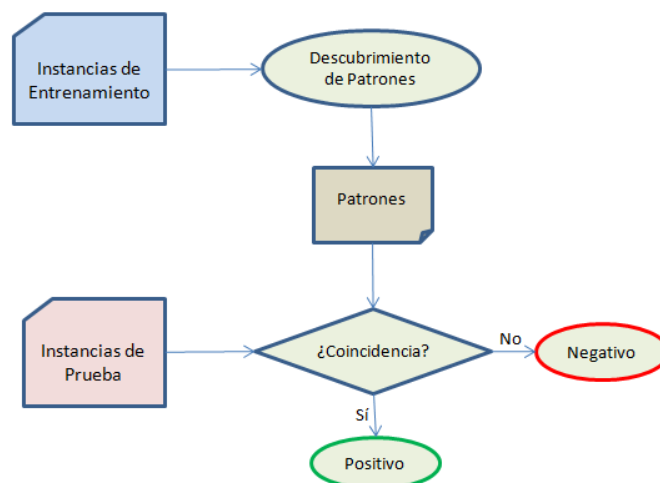 Instancias de
Entrenamiento
Descubrimiento
de Patrones
Patrones
Instancias de
Prueba
¿Coincidencia?
No
Negativo
Sí
Positivo